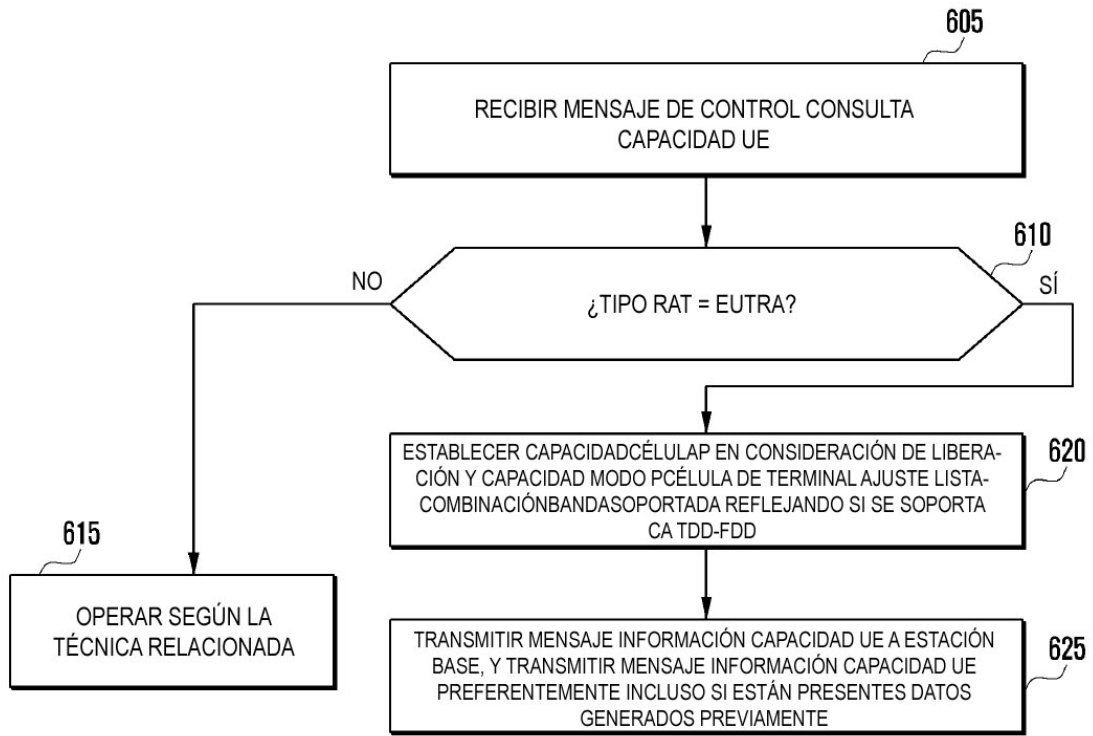 605
RECIBIR MENSAJE DE CONTROL CONSULTA
CAPACIDAD UE
610
NO
SÍ
¿TIPO RAT = EUTRA?
620
ESTABLECER CAPACIDADCÉLULAP EN CONSIDERACIÓN DE LIBERA-
CIÓN Y CAPACIDAD MODO PCÉLULA DE TERMINAL AJUSTE LISTA-
COMBINACIÓNBANDASOPORTADA REFLEJANDO SI SE SOPORTA
CA TDD-FDD
615
OPERAR SEGÚN LA
TÉCNICA RELACIONADA
625
TRANSMITIR MENSAJE INFORMACIÓN CAPACIDAD UE A ESTACIÓN
BASE, Y TRANSMITIR MENSAJE INFORMACIÓN CAPACIDAD UE
PREFERENTEMENTE INCLUSO SI ESTÁN PRESENTES DATOS
GENERADOS PREVIAMENTE